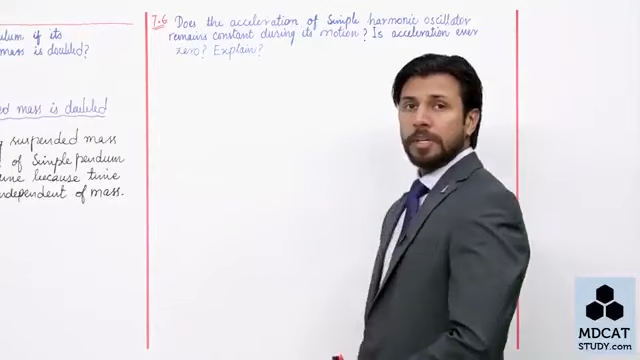 ulum if its
mass is doubled?
ed mass is doubled
suspended mass
of Simple pendum
me because time
ndependent of mass.
7.6 Does the acceleration of Simple harmonic oscillator
remains constant during its motion? Is acceleration ever
zero? Explain?
MDCAT
STUDY.com